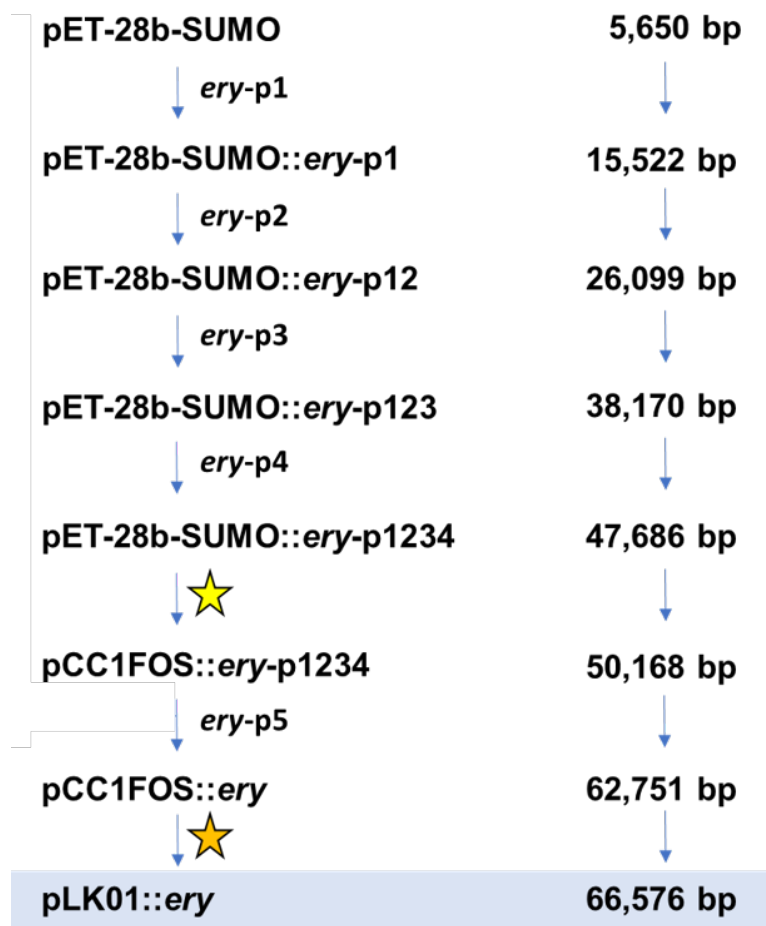 pET-28b-SUMO 5,650 bp
ery-p1
pET-28b-SUMO::ery-p1 15,522 bp
ery-p2
pET-28b-SUMO::ery-p12 26,099 bp
ery-p3
pET-28b-SUMO::ery-p123 38,170 bp
ery-p4
pET-28b-SUMO::ery-p1234 47,686 bp
pCC1FOS::ery-p1234 50,168 bp
ery-p5
pCC1FOS::ery 62,751 bp
pLK01::ery 66,576 bp